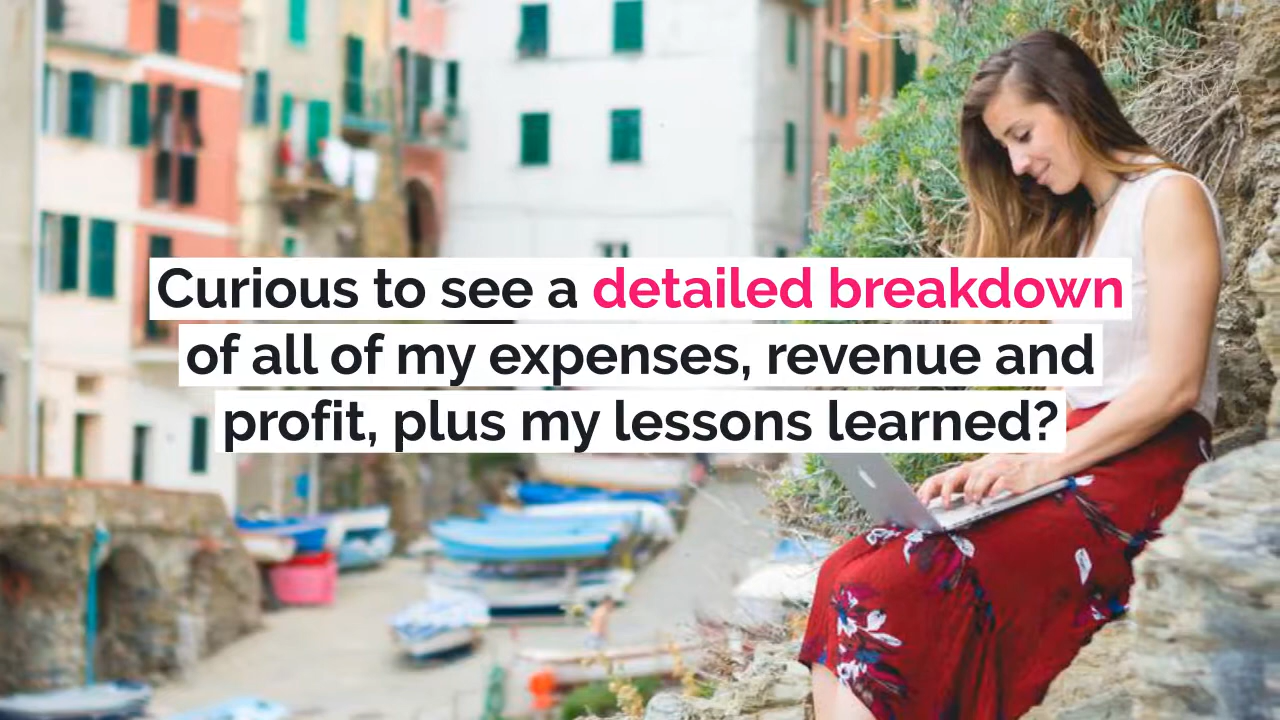 Curious to see a detailed breakdown
of all of my expenses, revenue and
profit, plus my lessons learned?